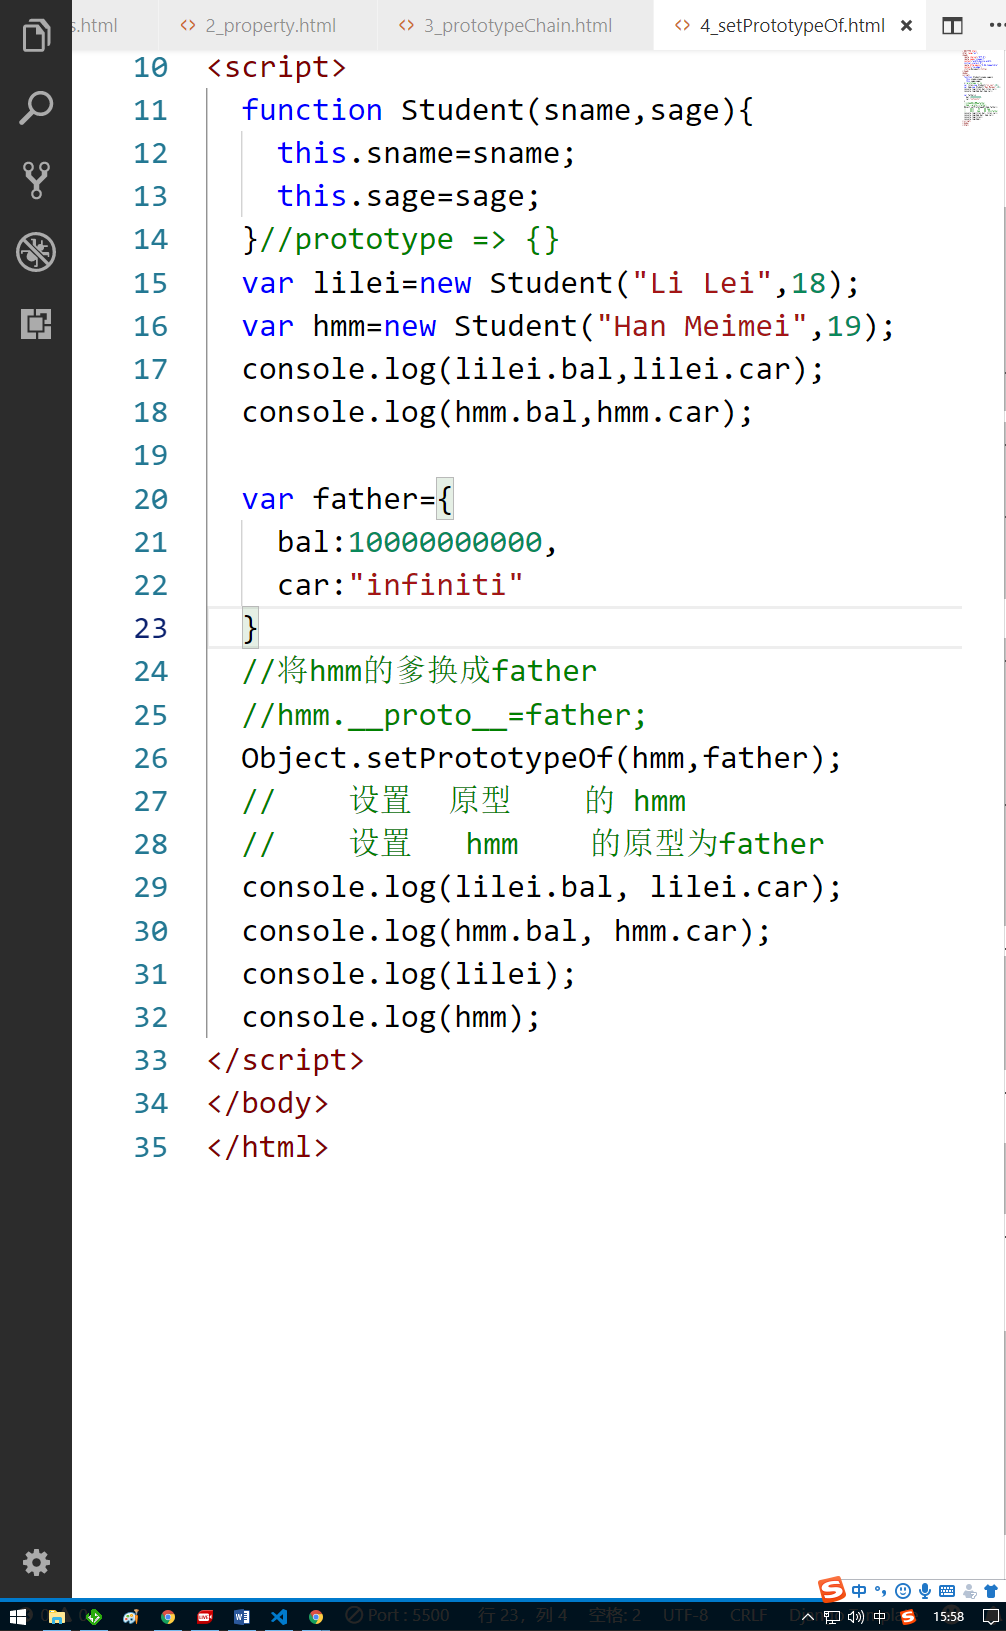 s.html <> 2_property.html <> 3_prototypeChain.html <> 4_setPrototypeOf.html ×
10 <script>
11 function Student(sname,sage){
12 this.sname=sname;
13 this.sage=sage;
14 }//prototype => {}
15 var lilei=new Student("Li Lei",18);
16 var hmm=new Student("Han Meimei",19);
17 console.log(lilei.bal,lilei.car);
18 console.log(hmm.bal,hmm.car);
19
20 var father={
21 bal:10000000000,
22 car:"infiniti"
23 }
24 //将hmm的爹换成father
25 //hmm.__proto__=father;
26 Object.setPrototypeOf(hmm,father);
27 // 设置 原型 的 hmm
28 // 设置 hmm 的原型为father
29 console.log(lilei.bal, lilei.car);
30 console.log(hmm.bal, hmm.car);
31 console.log(lilei);
32 console.log(hmm);
33 </script>
34 </body>
35 </html>
S 中
Port : 5500 行 23，列 4 空格: 2 UTF-8 CRLF 中 S 15:58